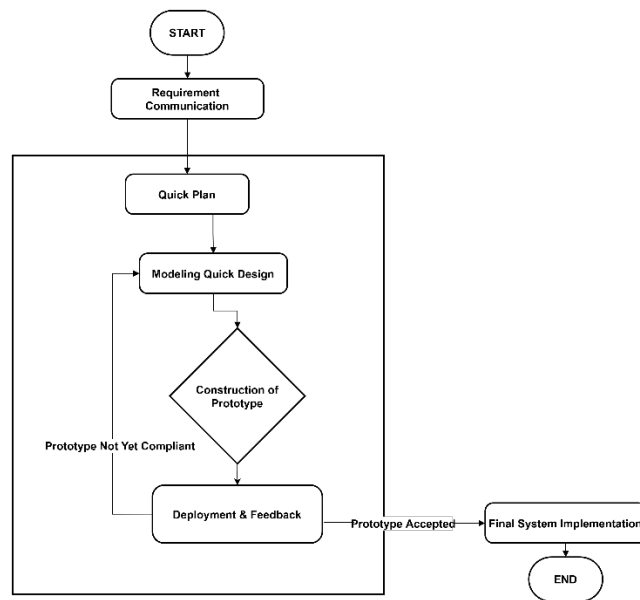 START
Requirement
Communication
Quick Plan
Modeling Quick Design
Construction of
Prototype
Prototype Not Yet Compliant
Deployment & Feedback
Prototype Accepted
Final System Implementation
END